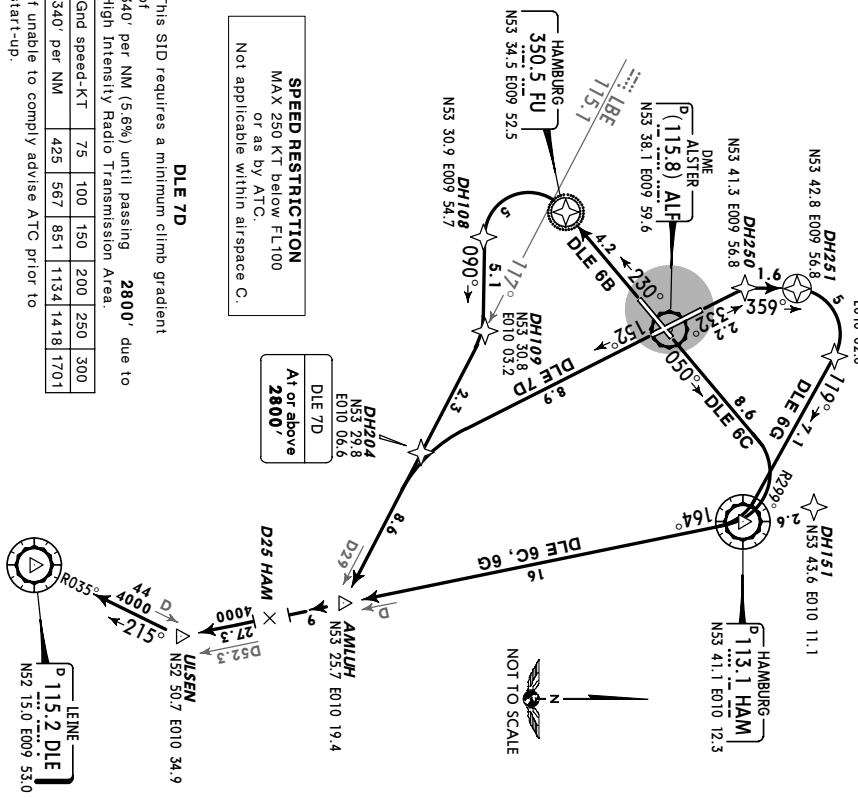 DH251
N53 42.8 E009 56.8
DH250
N53 41.3 E009 56.8
DME
ALSTER
D (115.8) ALF
N53 38.1 E009 59.6
HAMBURG
350.5 FU
N53 34.5 E009 52.5
LBE
115.1
DH108
N53 30.9 E009 54.7
DH109
N53 30.8
E010 03.2
DH204
N53 29.8
E010 06.6
DLE 7D
At or above
2800'
DH151
N53 43.6 E010 11.1
HAMBURG
D 113.1 HAM
N53 41.1 E010 12.3
AMLUH
N53 25.7 E010 19.4
D25 HAM
ULSEN
N52 50.7 E010 34.9
LEINE
D 115.2 DLE
N52 15.0 E009 53.0
1.6
359°
5
119°
7.1
DLE 6G
R299°
2.6
332°
2.2
050°
DLE 6C
8.6
230°
4.2
DLE 6B
152°
DLE 7D
8.9
5
090°
5.1
117°
2.3
8.6
D29
164°
DLE 6C, 6G
16
D
9
4000
27.3
D52.3
D
44
4000
215°
R035°
N
NOT TO SCALE
SPEED RESTRICTION
MAX 250 KT below FL100
or as by ATC.
Not applicable within airspace C.
DLE 7D
This SID requires a minimum climb gradient
of
340' per NM (5.6%) until passing 2800' due to
High Intensity Radio Transmission Area.
Gnd speed-KT 75 100 150 200 250 300
340' per NM 425 567 851 1134 1418 1701
If unable to comply advise ATC prior to
start-up.